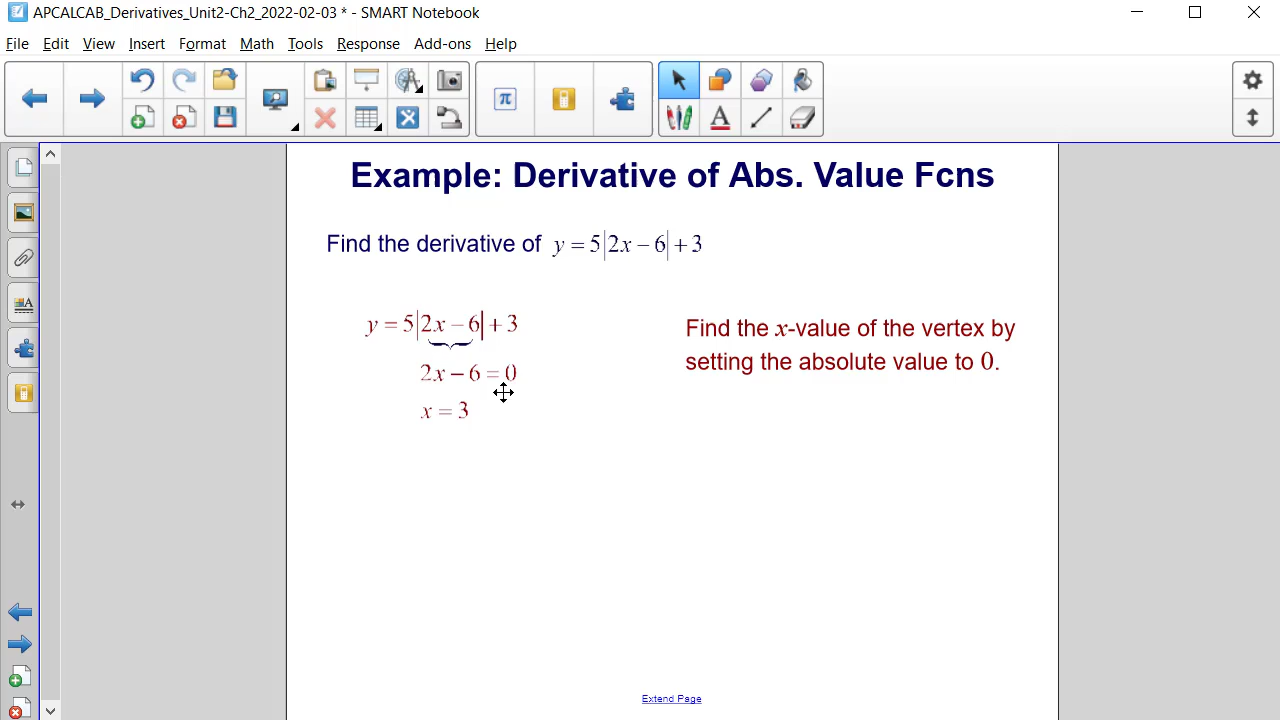 APCALCAB_Derivatives_Unit2-Ch2_2022-02-03 * - SMART Notebook
File Edit View Insert Format Math Tools Response Add-ons Help
π
A
Example: Derivative of Abs. Value Fcns
Find the derivative of y = 5|2x − 6| + 3
y = 5|2x − 6| + 3
2x − 6 = 0
x = 3
Find the x-value of the vertex by
setting the absolute value to 0.
Extend Page